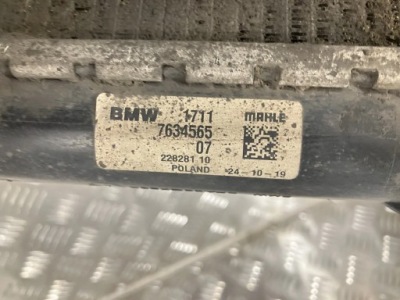 BMW 1711 MAHLE
7634565
07
228281 10
POLAND 24-10-19